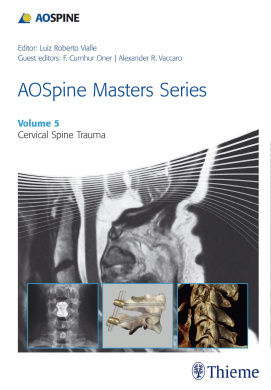 AOSPINE
Editor: Luiz Roberto Vialle
Guest editors: F. Cumhur Oner | Alexander R. Vaccaro
AOSpine Masters Series
Volume 5
Cervical Spine Trauma
Thieme